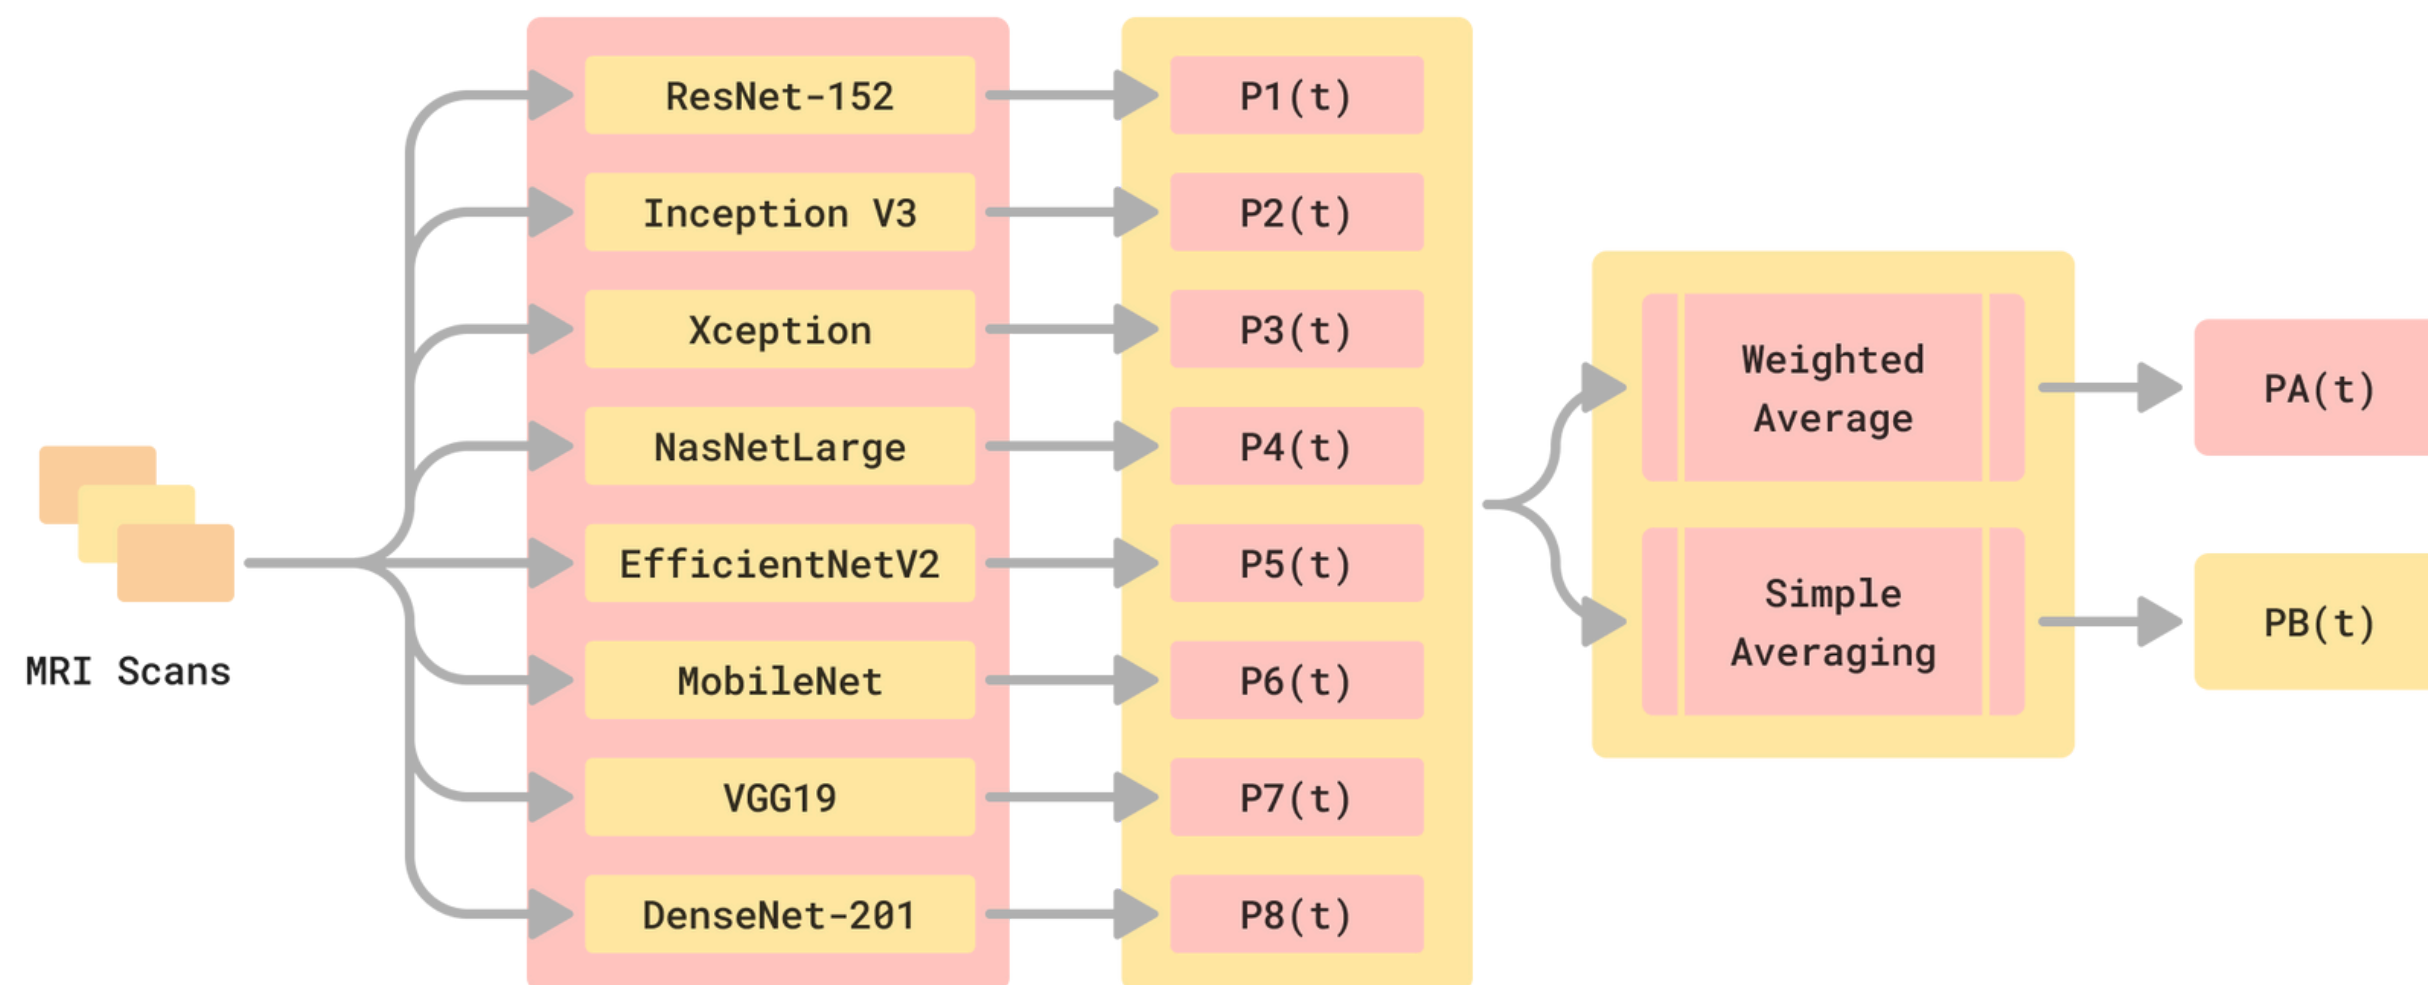 MRI Scans
ResNet-152
Inception V3
Xception
NasNetLarge
EfficientNetV2
MobileNet
VGG19
DenseNet-201
P1(t)
P2(t)
P3(t)
P4(t)
P5(t)
P6(t)
P7(t)
P8(t)
Weighted
Average
Simple
Averaging
PA(t)
PB(t)